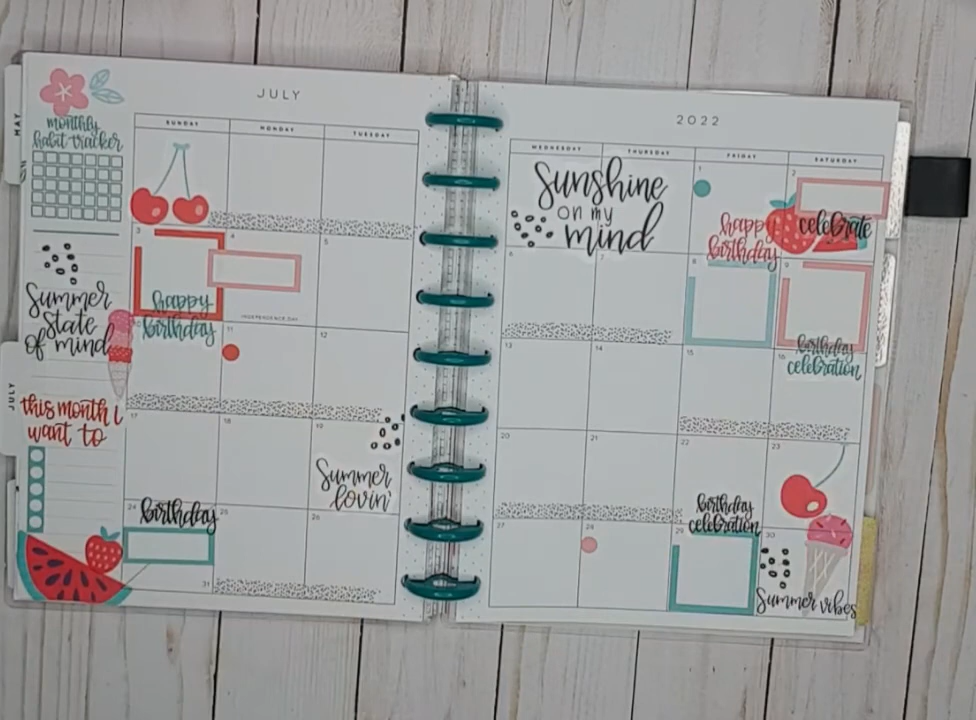 JULY
2022
MAY
JULY
monthly
habit tracker
SUNDAY
MONDAY
TUESDAY
WEDNESDAY
THURSDAY
FRIDAY
SATURDAY
1
2
Sunshine
on my
mind
happy
birthday
celebrate
3
4
5
6
7
8
9
Summer
state
of mind
happy
birthday
INDEPENDENCE DAY
birthday
celebration
10
11
12
13
14
15
16
this month i
want to
17
18
19
20
21
22
23
Summer
lovin'
birthday
birthday
celebration
24
25
26
27
28
29
30
31
Summer vibes